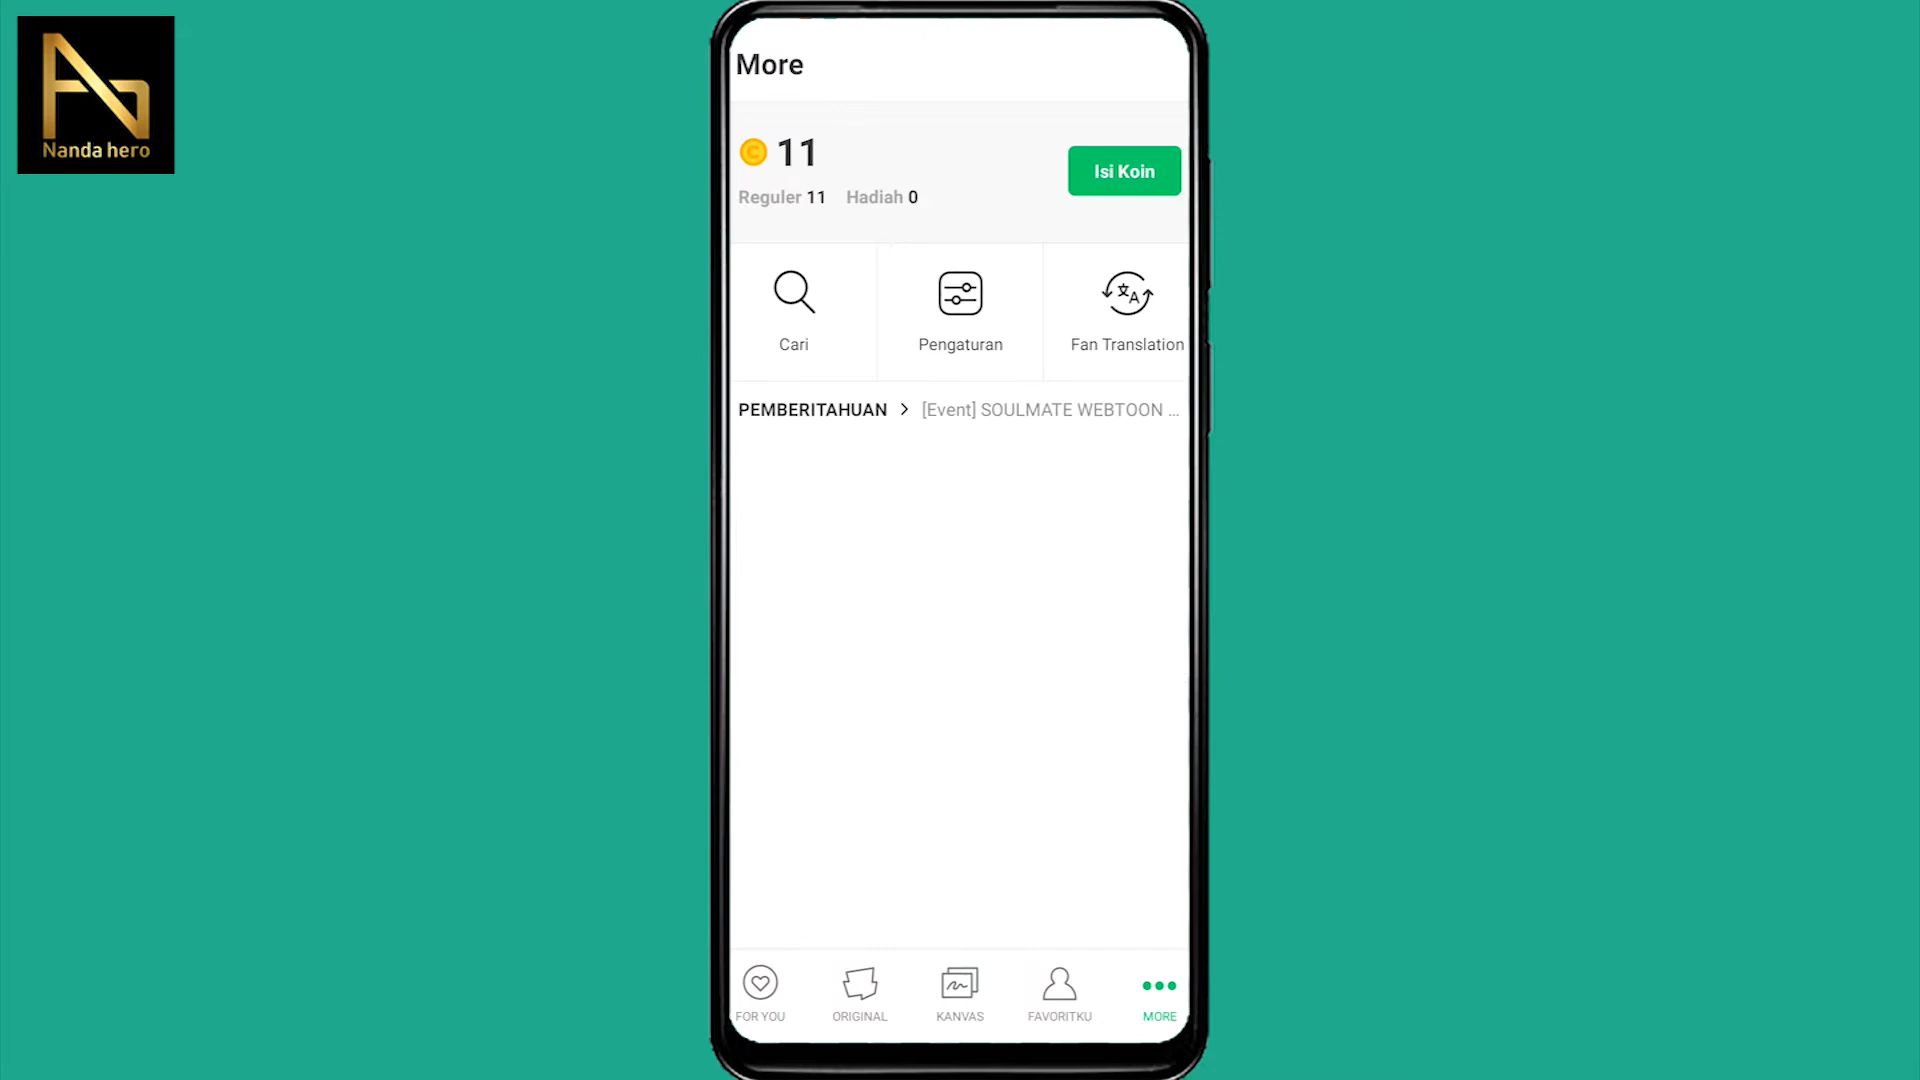 Nanda hero
More
11
Isi Koin
Reguler 11 Hadiah 0
Cari
Pengaturan
Fan Translation
PEMBERITAHUAN > [Event] SOULMATE WEBTOON ...
FOR YOU
ORIGINAL
KANVAS
FAVORITKU
MORE